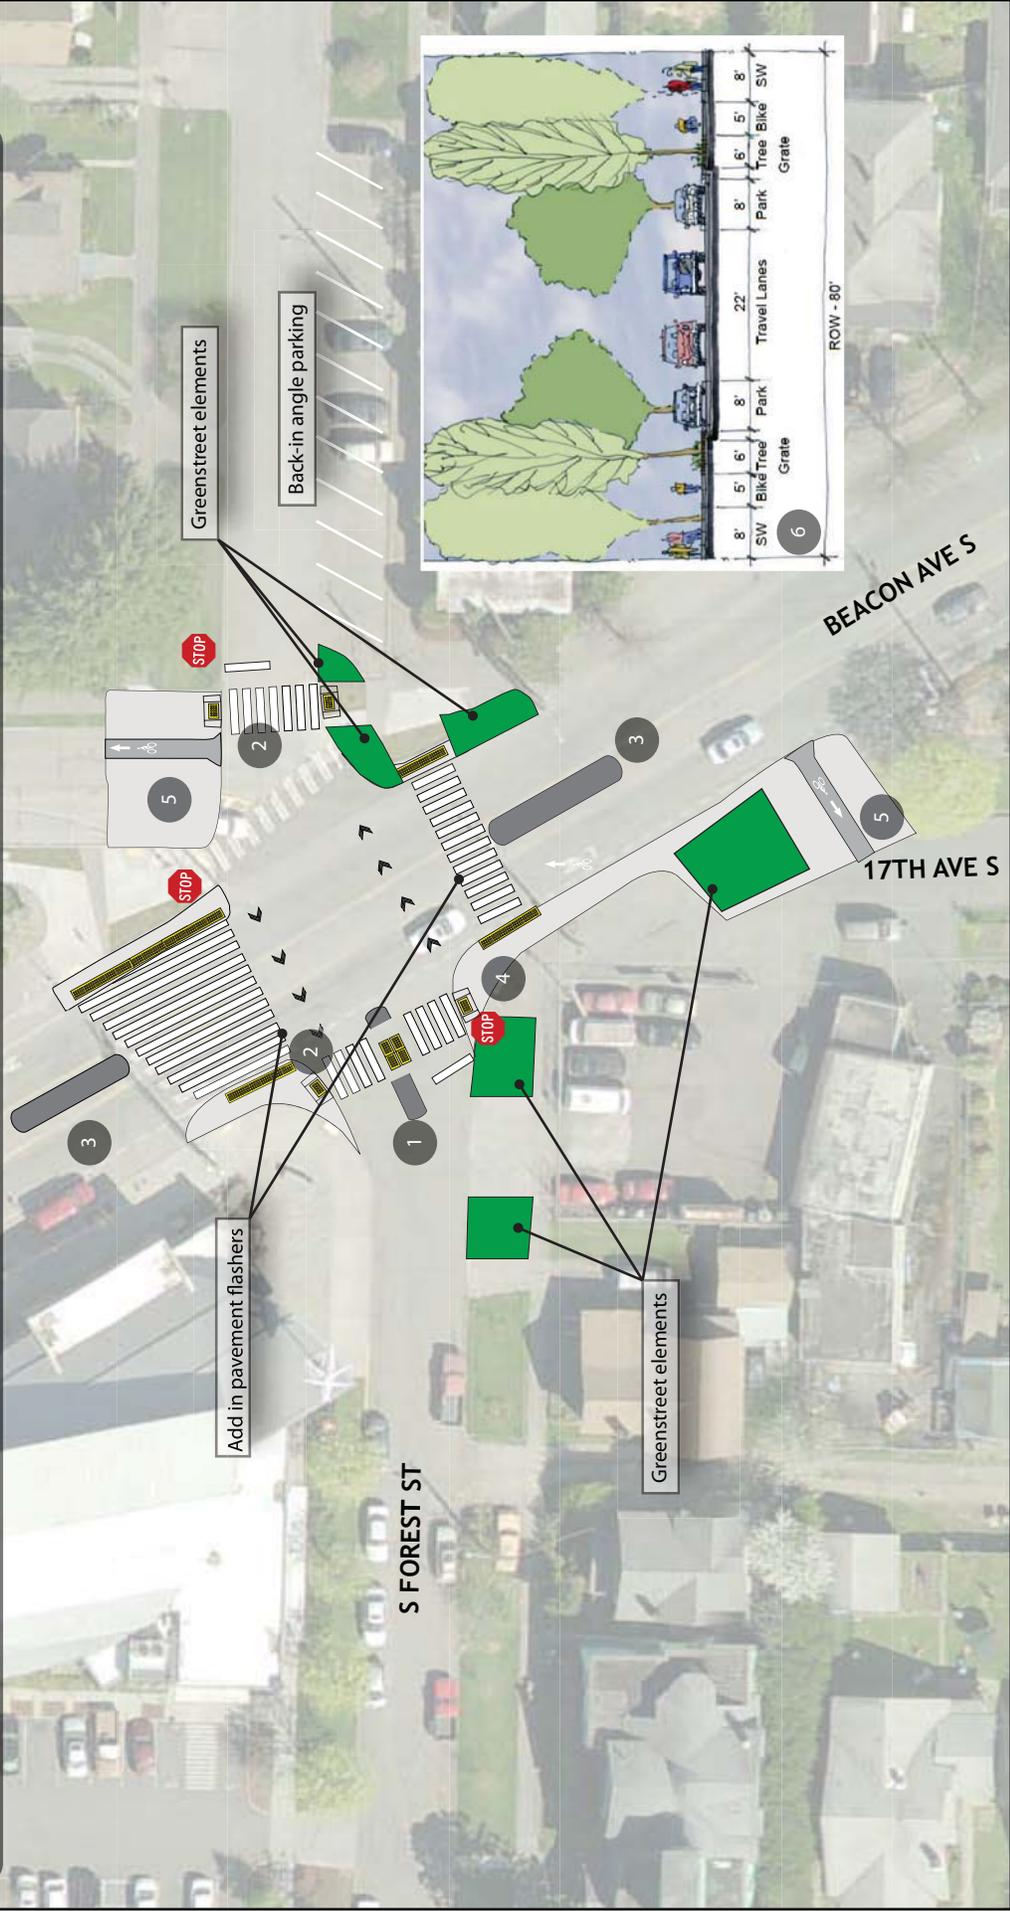 Greenstreet elements
Back-in angle parking
STOP
2
5
STOP
3
5
4
STOP
2
1
3
Add in pavement flashers
Greenstreet elements
S FOREST ST
BEACON AVE S
17TH AVE S
8' 5' 6' 8' 22' 8' 6' 5' 8'
SW Bike Tree Park Travel Lanes Park Tree Bike SW
Grate Grate
ROW - 80'
6